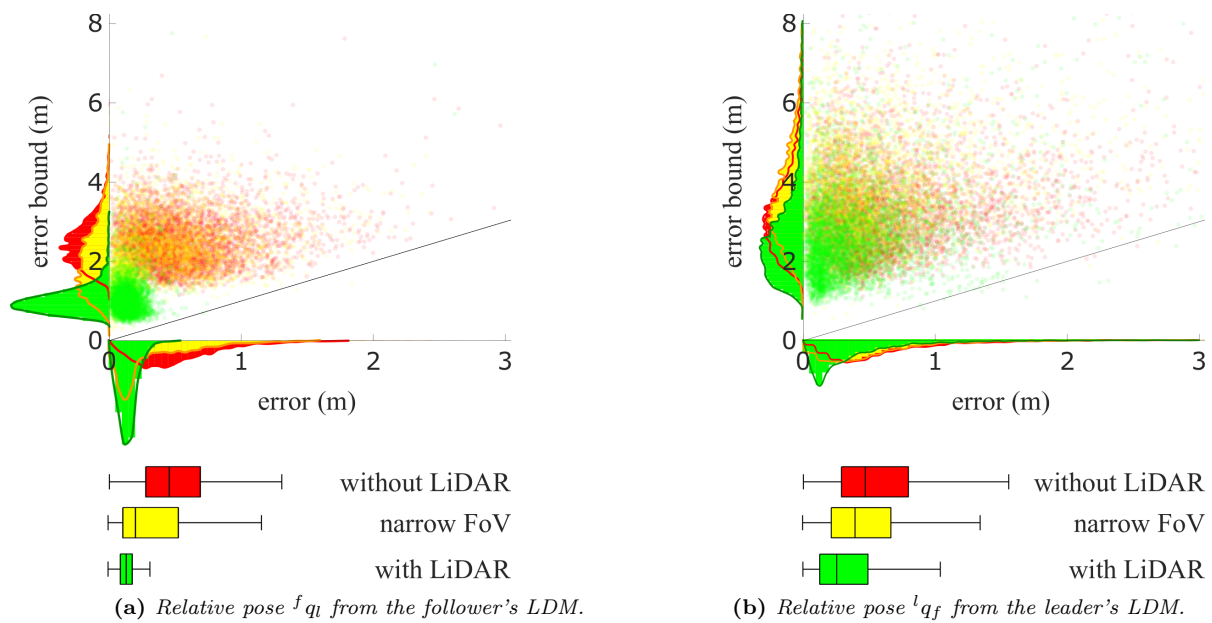 8
6
4
2
0
error bound (m)
0 1 2 3
error (m)
without LiDAR
narrow FoV
with LiDAR
(a) Relative pose ᶠqₗ from the follower's LDM.
8
6
4
2
0
error bound (m)
0 1 2 3
error (m)
without LiDAR
narrow FoV
with LiDAR
(b) Relative pose ˡq_f from the leader's LDM.